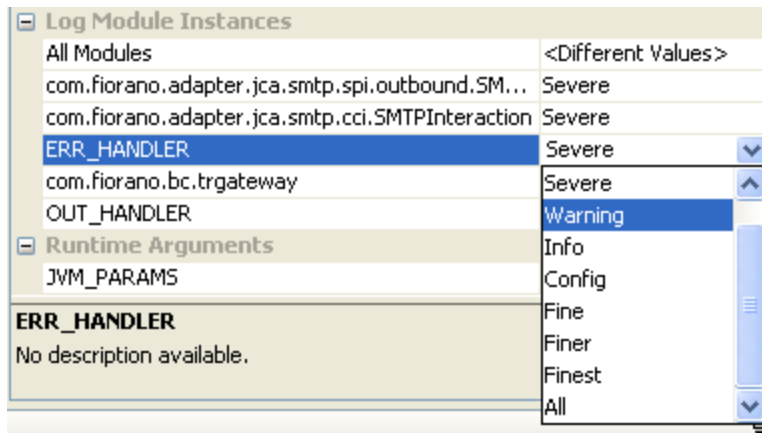 Log Module Instances
All Modules <Different Values>
com.fiorano.adapter.jca.smtp.spi.outbound.SM... Severe
com.fiorano.adapter.jca.smtp.cci.SMTPInteraction Severe
ERR_HANDLER Severe
com.fiorano.bc.trgateway Severe
OUT_HANDLER Warning
Runtime Arguments Info
JVM_PARAMS Config
ERR_HANDLER Fine
No description available. Finer
Finest
All